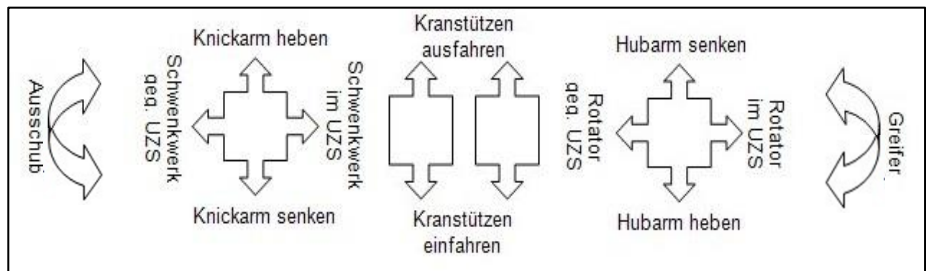 Ausschub
Knickarm heben
Schwenkwerk
geg. UZS
Schwenkwerk
im UZS
Knickarm senken
Kranstützen
ausfahren
Kranstützen
einfahren
Hubarm senken
Rotator
geg. UZS
Rotator
im UZS
Hubarm heben
Greifer